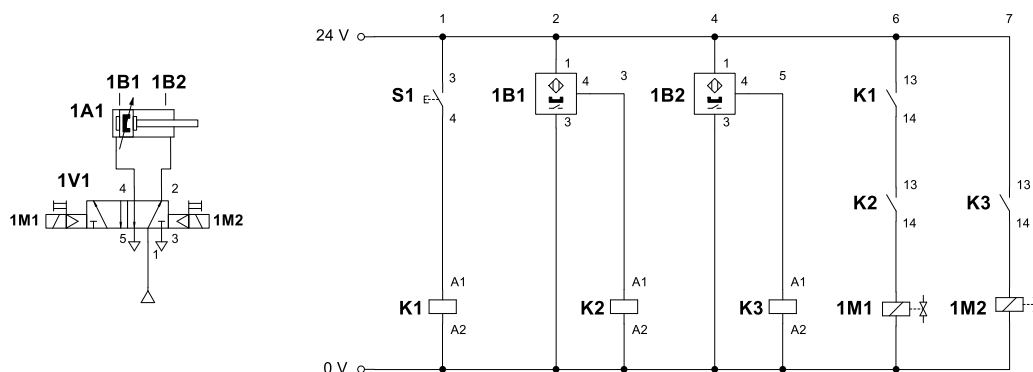 1 2 4 6 7
24 V
1B1 1B2
1A1
1V1
4 2
1M1 1M2
5 3
1
S1 3
4
1B1 1
4 3
3
1B2 1
4 5
3
K1 13
14
K2 13
14
K3 13
14
K1 A1
A2
K2 A1
A2
K3 A1
A2
1M1
1M2
0 V